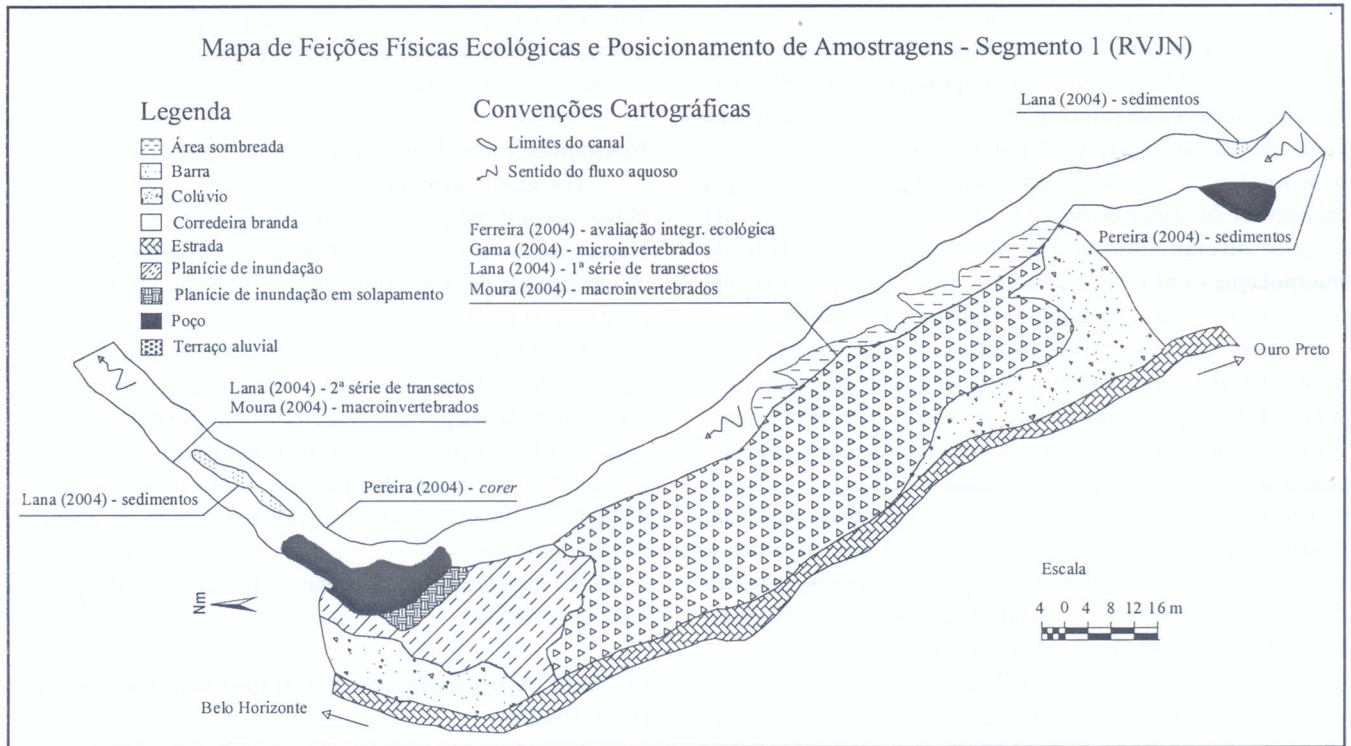 Mapa de Feições Físicas Ecológicas e Posicionamento de Amostragens - Segmento 1 (RVJN)
Legenda
Área sombreada
Barra
Colúvio
Corredeira branda
Estrada
Planície de inundação
Planície de inundação em solapamento
Poço
Terraço aluvial
Convenções Cartográficas
Limites do canal
Sentido do fluxo aquoso
Ferreira (2004) - avaliação integr. ecológica
Gama (2004) - microinvertebrados
Lana (2004) - 1ª série de transectos
Moura (2004) - macroinvertebrados
Lana (2004) - sedimentos
Pereira (2004) - sedimentos
Ouro Preto
Lana (2004) - 2ª série de transectos
Moura (2004) - macroinvertebrados
Lana (2004) - sedimentos
Pereira (2004) - corer
Nm
Escala
4 0 4 8 12 16 m
Belo Horizonte